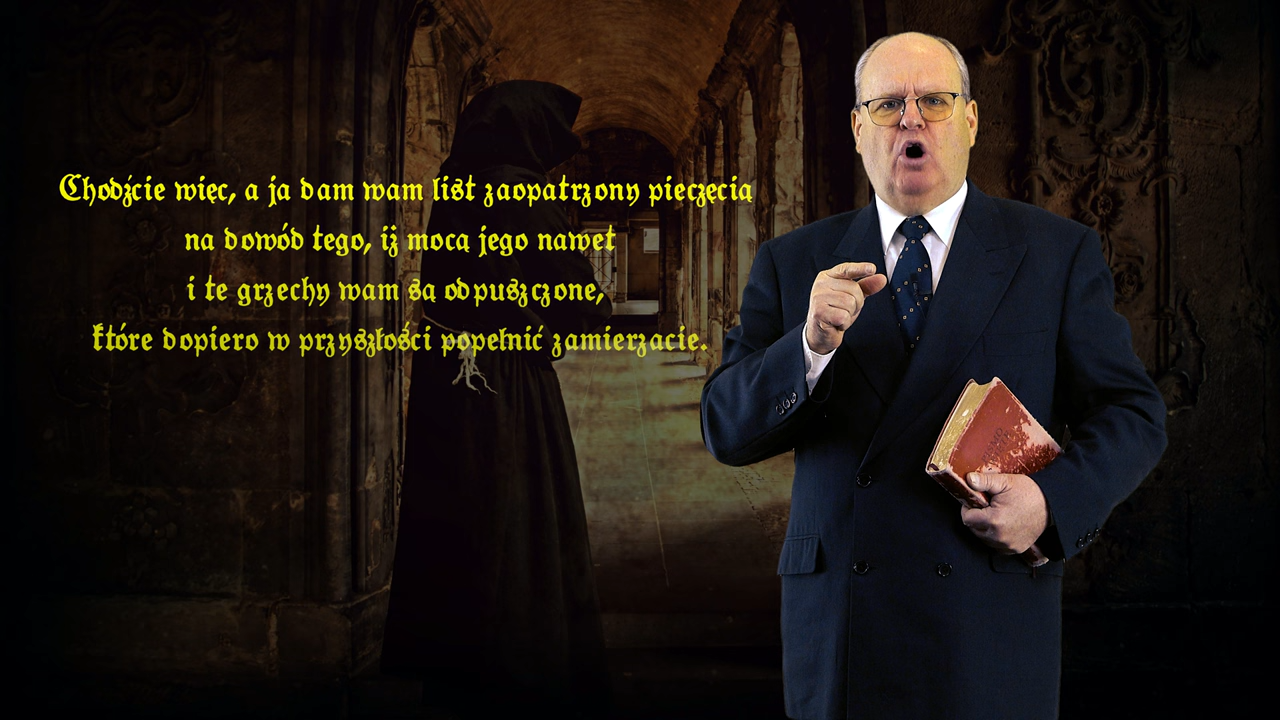 Chodźcie więc, a ja dam wam list zaopatrzony pieczęcią
na dowód tego, iż mocą jego nawet
i te grzechy wam są odpuszczone,
które dopiero w przyszłości popełnić zamierzacie.